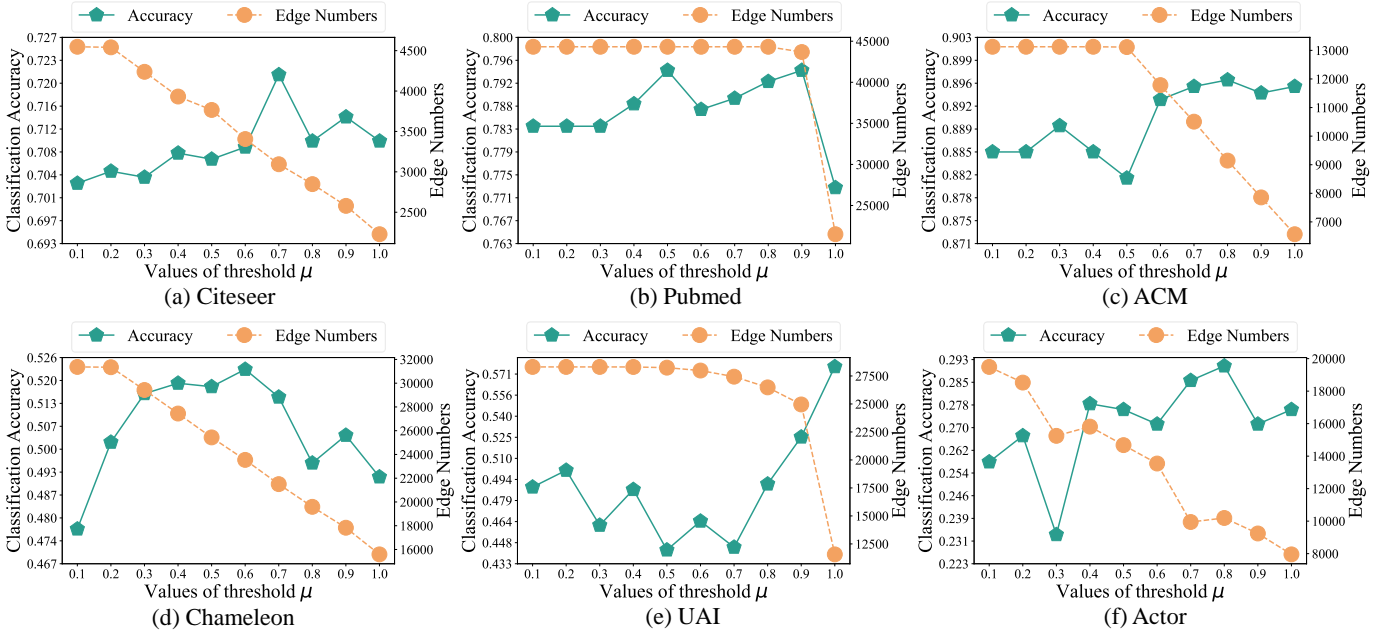 Accuracy Edge Numbers
Classification Accuracy
0.727
0.723
0.720
0.716
0.712
0.708
0.704
0.701
0.697
0.693
4500
4000
3500
3000
2500
Edge Numbers
0.1 0.2 0.3 0.4 0.5 0.6 0.7 0.8 0.9 1.0
Values of threshold μ
(a) Citeseer
Accuracy Edge Numbers
Classification Accuracy
0.800
0.796
0.792
0.788
0.783
0.779
0.775
0.771
0.767
0.763
45000
40000
35000
30000
25000
Edge Numbers
0.1 0.2 0.3 0.4 0.5 0.6 0.7 0.8 0.9 1.0
Values of threshold μ
(b) Pubmed
Accuracy Edge Numbers
Classification Accuracy
0.903
0.899
0.896
0.892
0.889
0.885
0.882
0.878
0.875
0.871
13000
12000
11000
10000
9000
8000
7000
Edge Numbers
0.1 0.2 0.3 0.4 0.5 0.6 0.7 0.8 0.9 1.0
Values of threshold μ
(c) ACM
Accuracy Edge Numbers
Classification Accuracy
0.526
0.520
0.513
0.507
0.500
0.493
0.487
0.480
0.474
0.467
32000
30000
28000
26000
24000
22000
20000
18000
16000
Edge Numbers
0.1 0.2 0.3 0.4 0.5 0.6 0.7 0.8 0.9 1.0
Values of threshold μ
(d) Chameleon
Accuracy Edge Numbers
Classification Accuracy
0.571
0.556
0.540
0.525
0.510
0.494
0.479
0.464
0.448
0.433
27500
25000
22500
20000
17500
15000
12500
Edge Numbers
0.1 0.2 0.3 0.4 0.5 0.6 0.7 0.8 0.9 1.0
Values of threshold μ
(e) UAI
Accuracy Edge Numbers
Classification Accuracy
0.293
0.285
0.278
0.270
0.262
0.254
0.246
0.239
0.231
0.223
20000
18000
16000
14000
12000
10000
8000
Edge Numbers
0.1 0.2 0.3 0.4 0.5 0.6 0.7 0.8 0.9 1.0
Values of threshold μ
(f) Actor